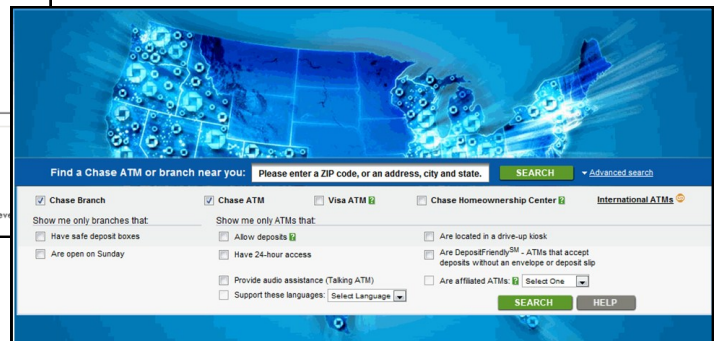 Find a Chase ATM or branch near you: Please enter a ZIP code, or an address, city and state. SEARCH Advanced search
Chase Branch Chase ATM Visa ATM ? Chase Homeownership Center ? International ATMs
Show me only branches that: Show me only ATMs that:
Have safe deposit boxes Allow deposits ? Are located in a drive-up kiosk
Are open on Sunday Have 24-hour access Are DepositFriendly℠ - ATMs that accept
deposits without an envelope or deposit slip
Provide audio assistance (Talking ATM) Are affiliated ATMs: ? Select One
Support these languages: Select Language
SEARCH HELP